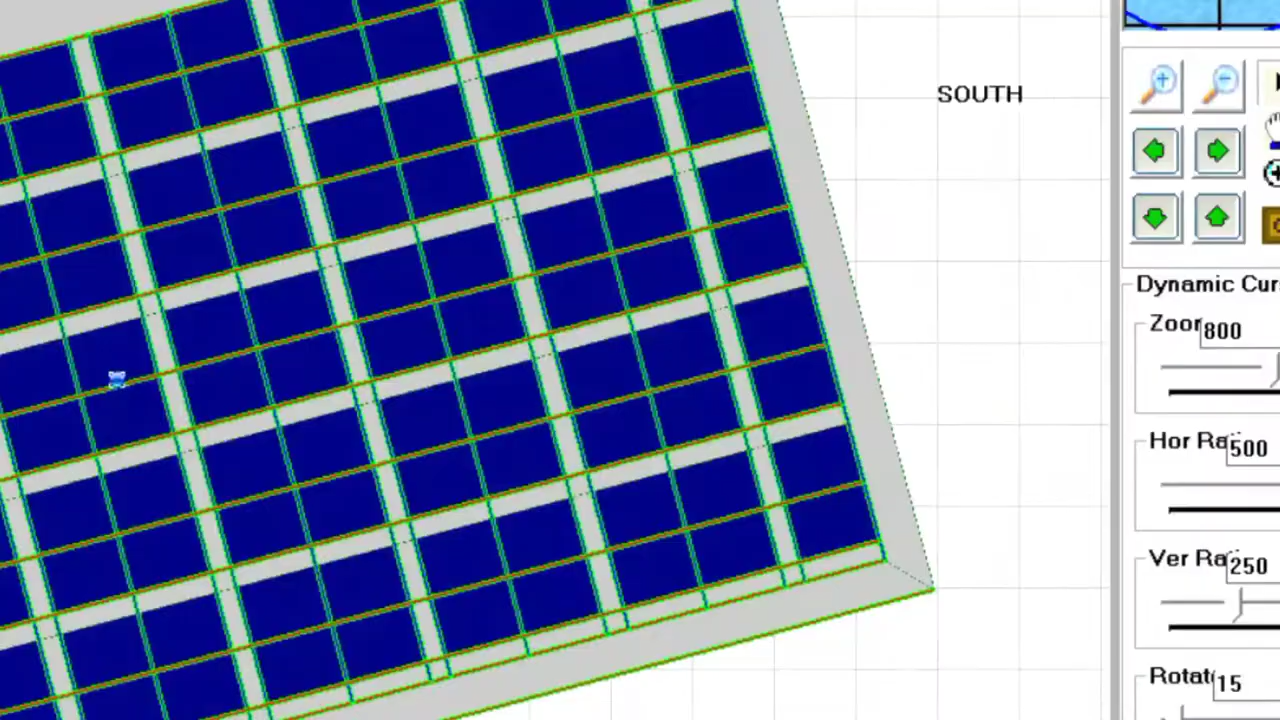 SOUTH
Dynamic Cur
Zoor 800
Hor Ra 500
Ver Ra 250
Rotat 15